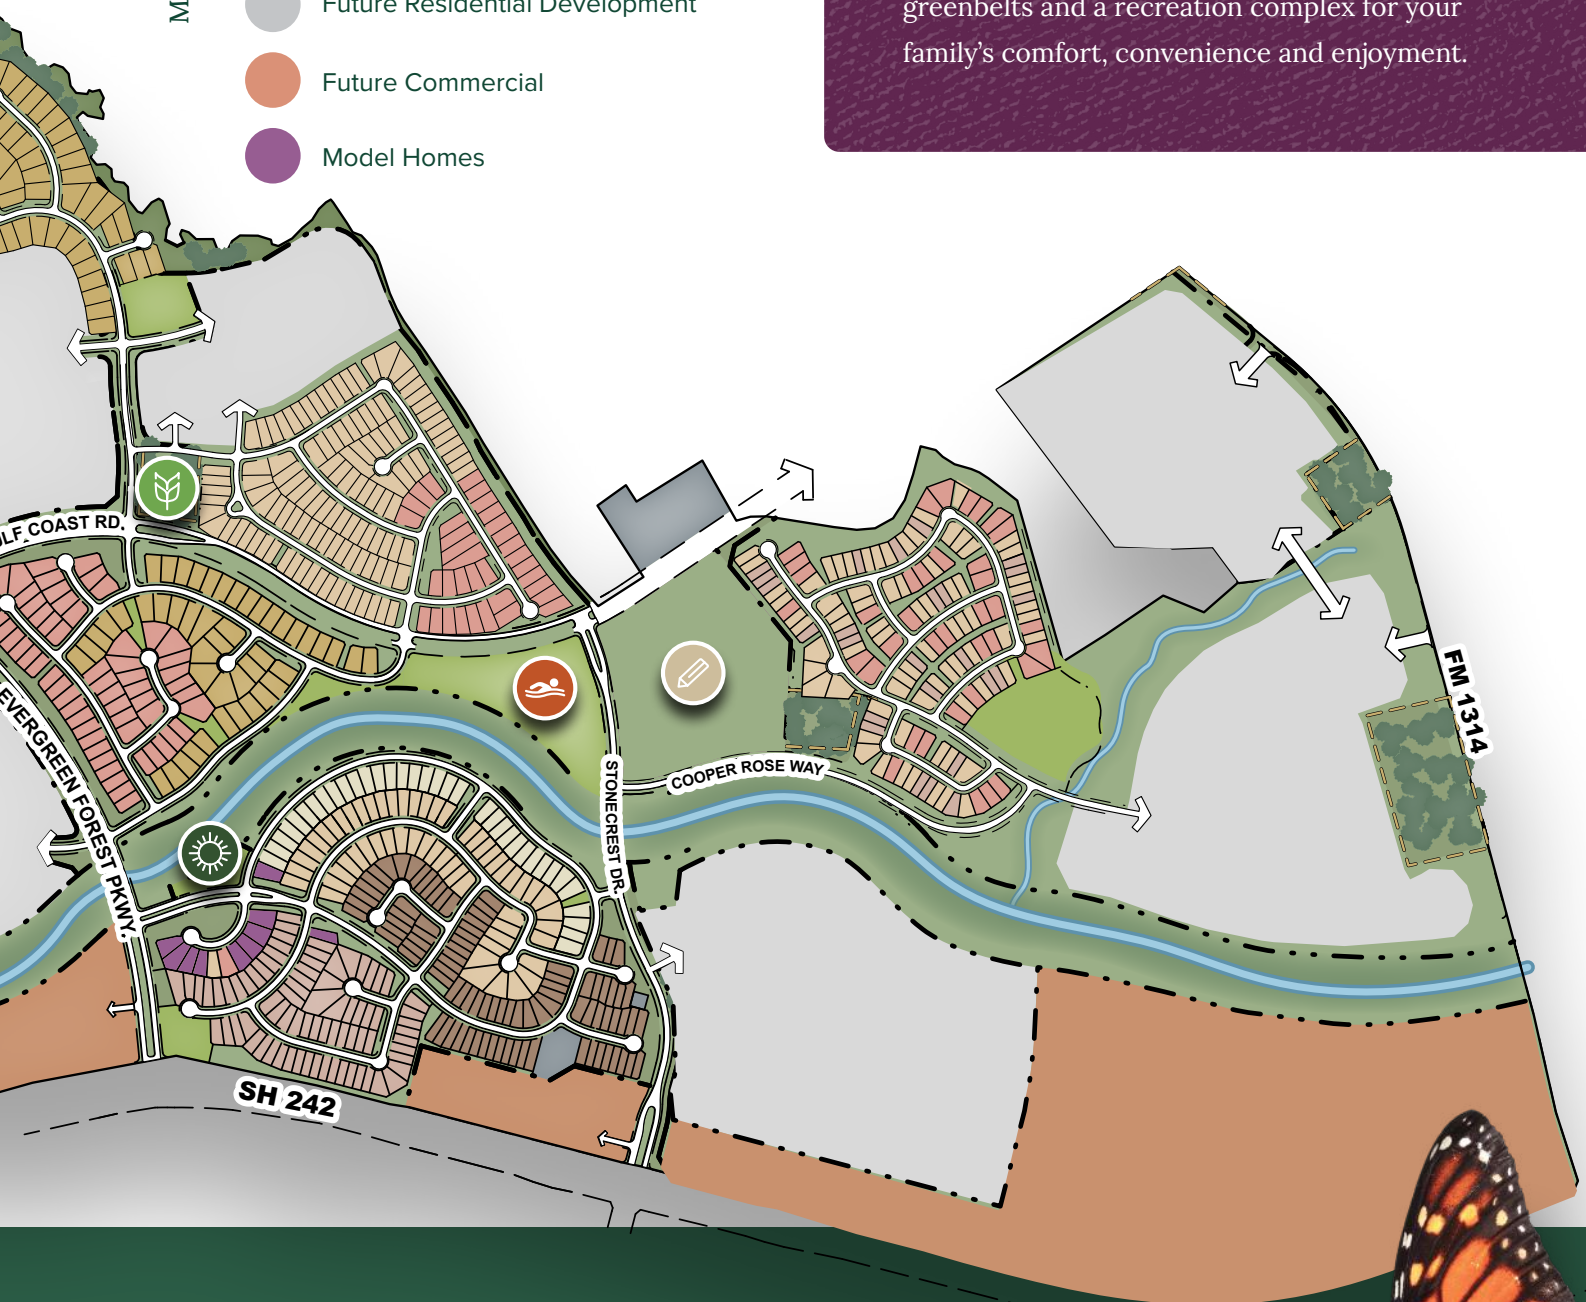 M
Future Residential Development
Future Commercial
Model Homes
greenbelts and a recreation complex for your
family's comfort, convenience and enjoyment.
COAST RD.
EVERGREEN FOREST PKWY.
STONECREST DR.
COOPER ROSE WAY
FM 1314
SH 242